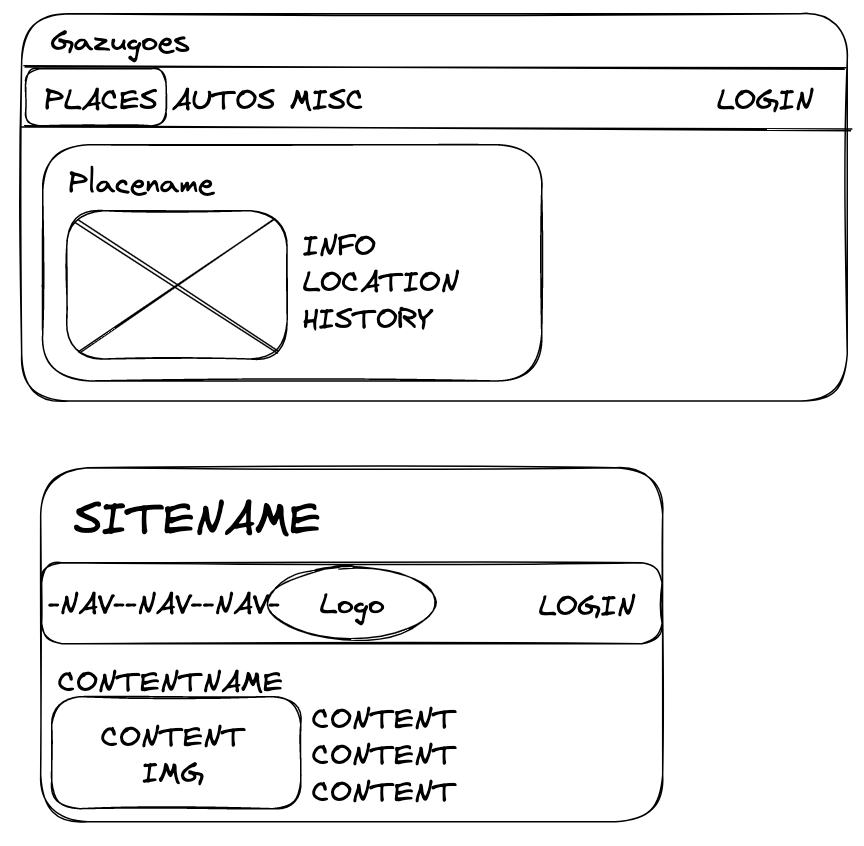 Gazugoes
PLACES AUTOS MISC LOGIN
Placename
INFO
LOCATION
HISTORY
SITENAME
-NAV--NAV--NAV- Logo LOGIN
CONTENTNAME
CONTENT
IMG
CONTENT
CONTENT
CONTENT